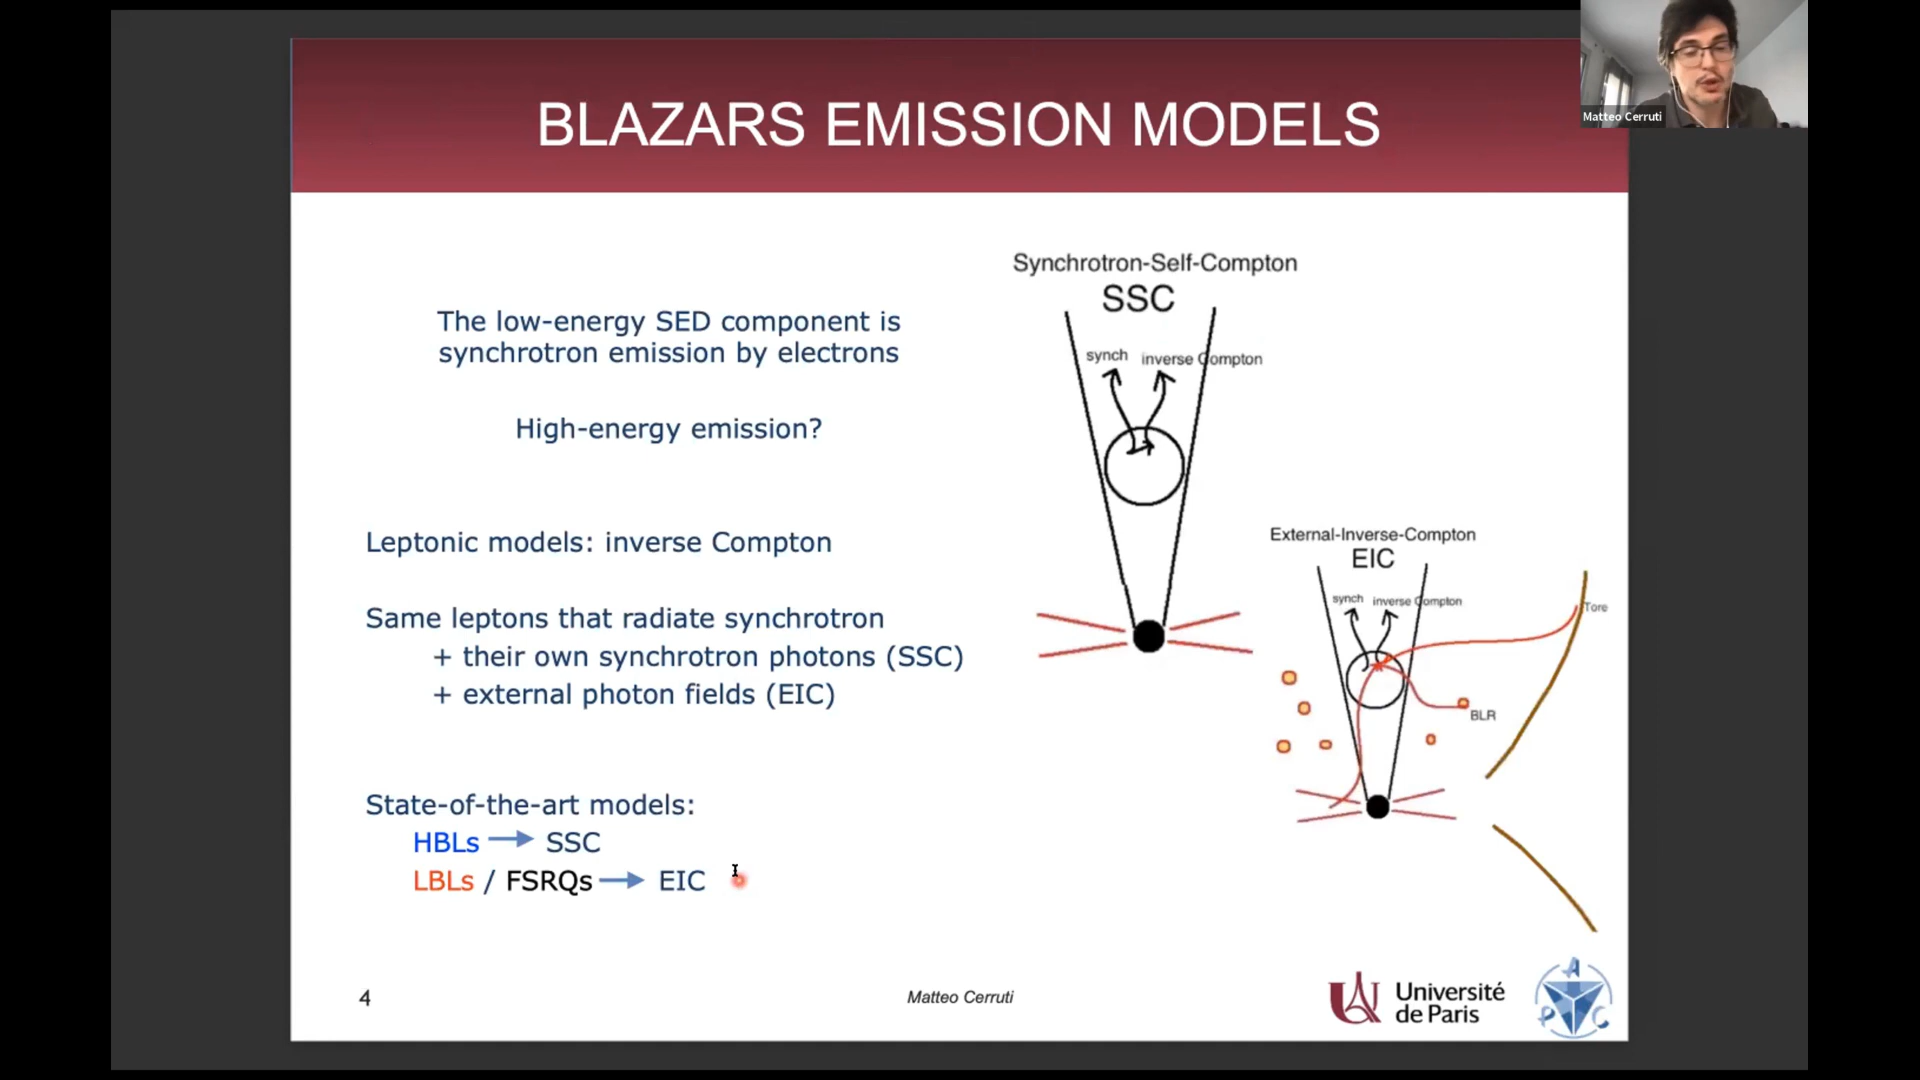 BLAZARS EMISSION MODELS
Matteo Cerruti
The low-energy SED component is
synchrotron emission by electrons
High-energy emission?
Leptonic models: inverse Compton
Same leptons that radiate synchrotron
+ their own synchrotron photons (SSC)
+ external photon fields (EIC)
State-of-the-art models:
HBLs → SSC
LBLs / FSRQs → EIC
Synchrotron-Self-Compton
SSC
synch inverse Compton
External-Inverse-Compton
EIC
synch inverse Compton
Tore
BLR
4
Matteo Cerruti
Université
de Paris
A
P C